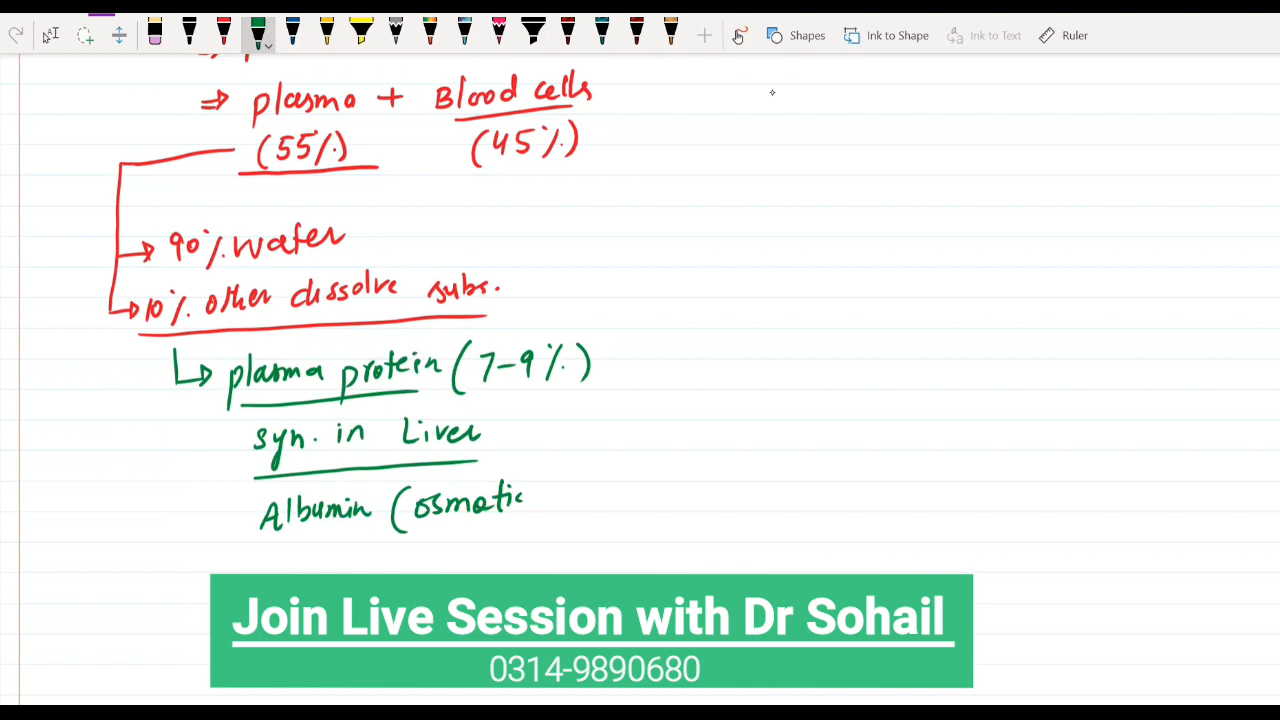 Shapes Ink to Shape Ink to Text Ruler
⇒ plasma + Blood cells
(55%) (45%)
→ 90% water
→ 10% other dissolve subs.
↳ plasma protein (7-9%)
syn. in Liver
Albumin (osmotic
Join Live Session with Dr Sohail
0314-9890680